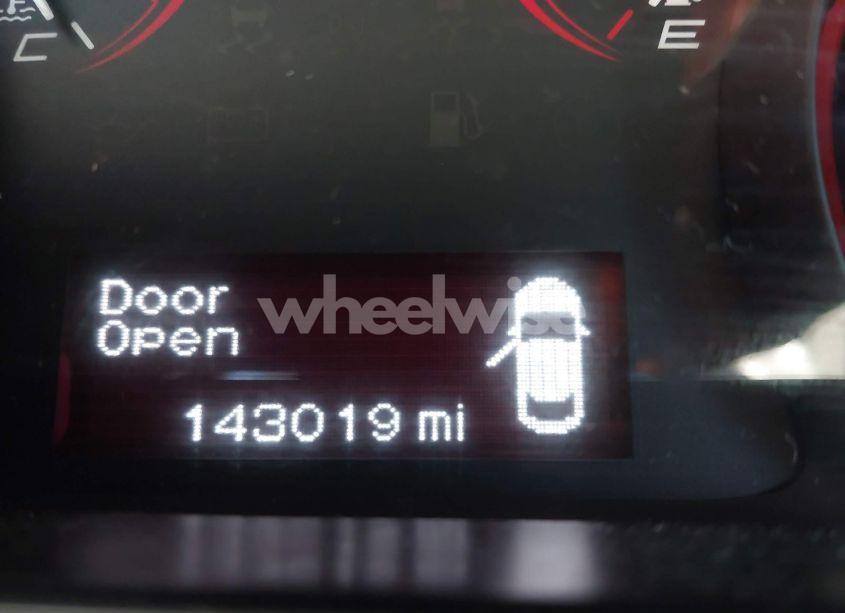 C
E
Door
Open
wheelwise
143019 mi